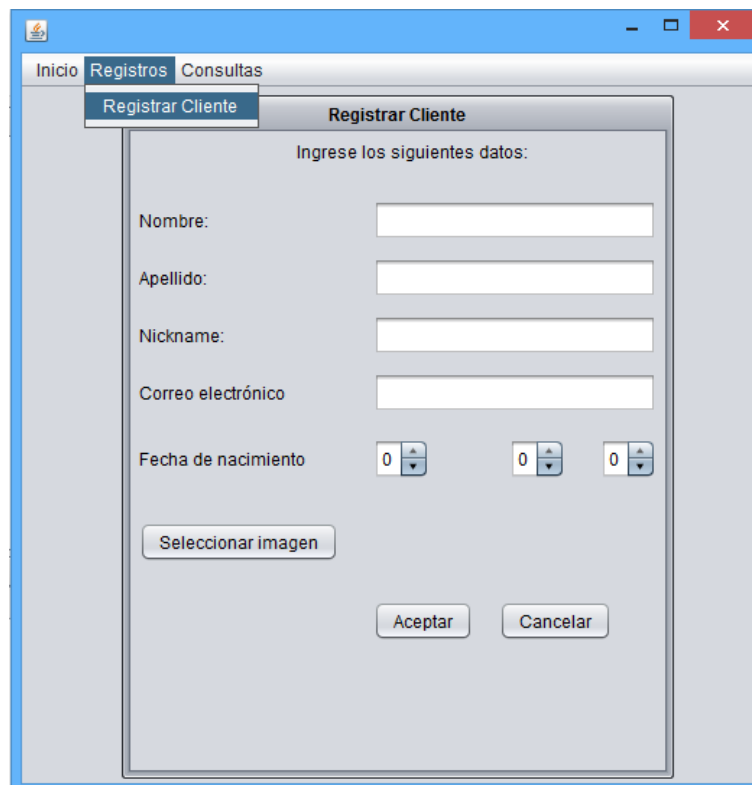 Inicio Registros Consultas
Registrar Cliente
Registrar Cliente
Ingrese los siguientes datos:
Nombre:
Apellido:
Nickname:
Correo electrónico
Fecha de nacimiento 0 0 0
Seleccionar imagen
Aceptar Cancelar